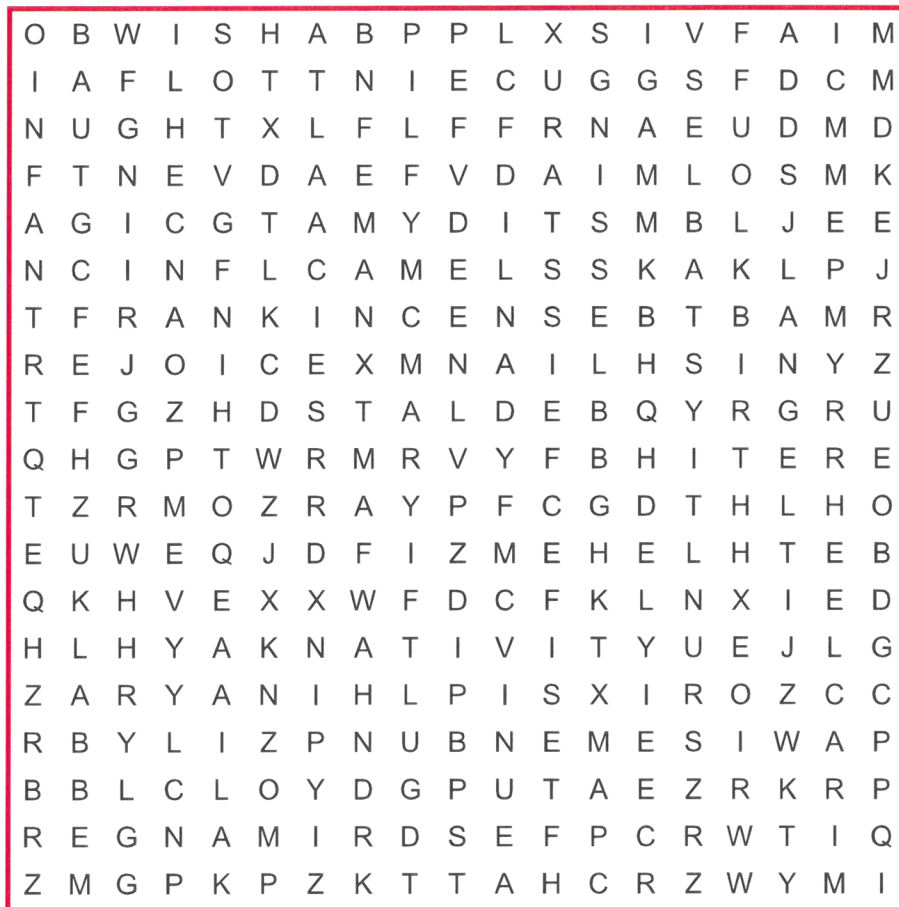 O B W I S H A B P P L X S I V F A I M
I A F L O T T N I E C U G G S F D C M
N U G H T X L F L F F R N A E U D M D
F T N E V D A E F V D A I M L O S M K
A G I C G T A M Y D I T S M B L J E E
N C I N F L C A M E L S S K A K L P J
T F R A N K I N C E N S E B T B A M R
R E J O I C E X M N A I L H S I N Y Z
T F G Z H D S T A L D E B Q Y R G R U
Q H G P T W R M R V Y F B H I T E R E
T Z R M O Z R A Y P F C G D T H L H O
E U W E Q J D F I Z M E H E L H T E B
Q K H V E X X W F D C F K L N X I E D
H L H Y A K N A T I V I T Y U E J L G
Z A R Y A N I H L P I S X I R O Z C C
R B Y L I Z P N U B N E M E S I W A P
B B L C L O Y D G P U T A E Z R K R P
R E G N A M I R D S E F P C R W T I Q
Z M G P K P Z K T T A H C R Z W Y M I